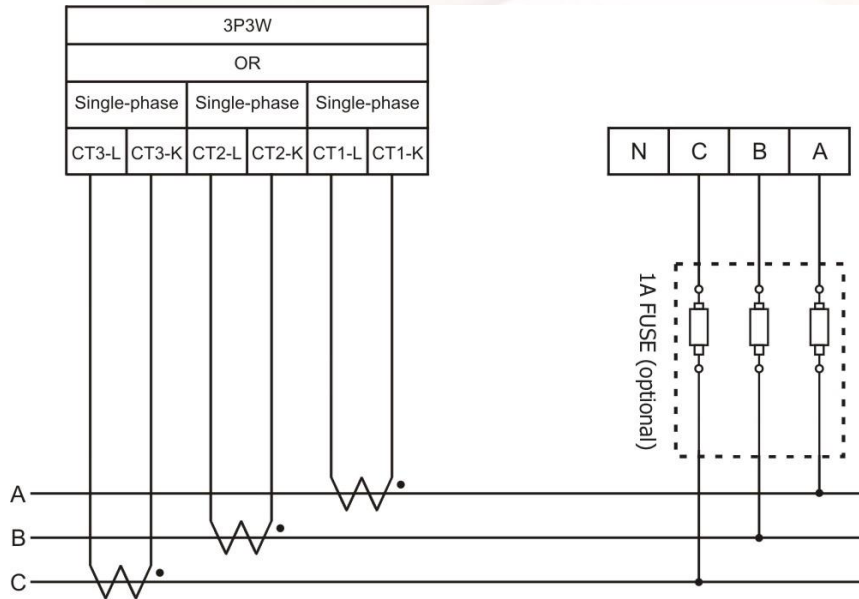 3P3W
OR
Single-phase Single-phase Single-phase
CT3-L CT3-K CT2-L CT2-K CT1-L CT1-K
N C B A
1A FUSE (optional)
A
B
C